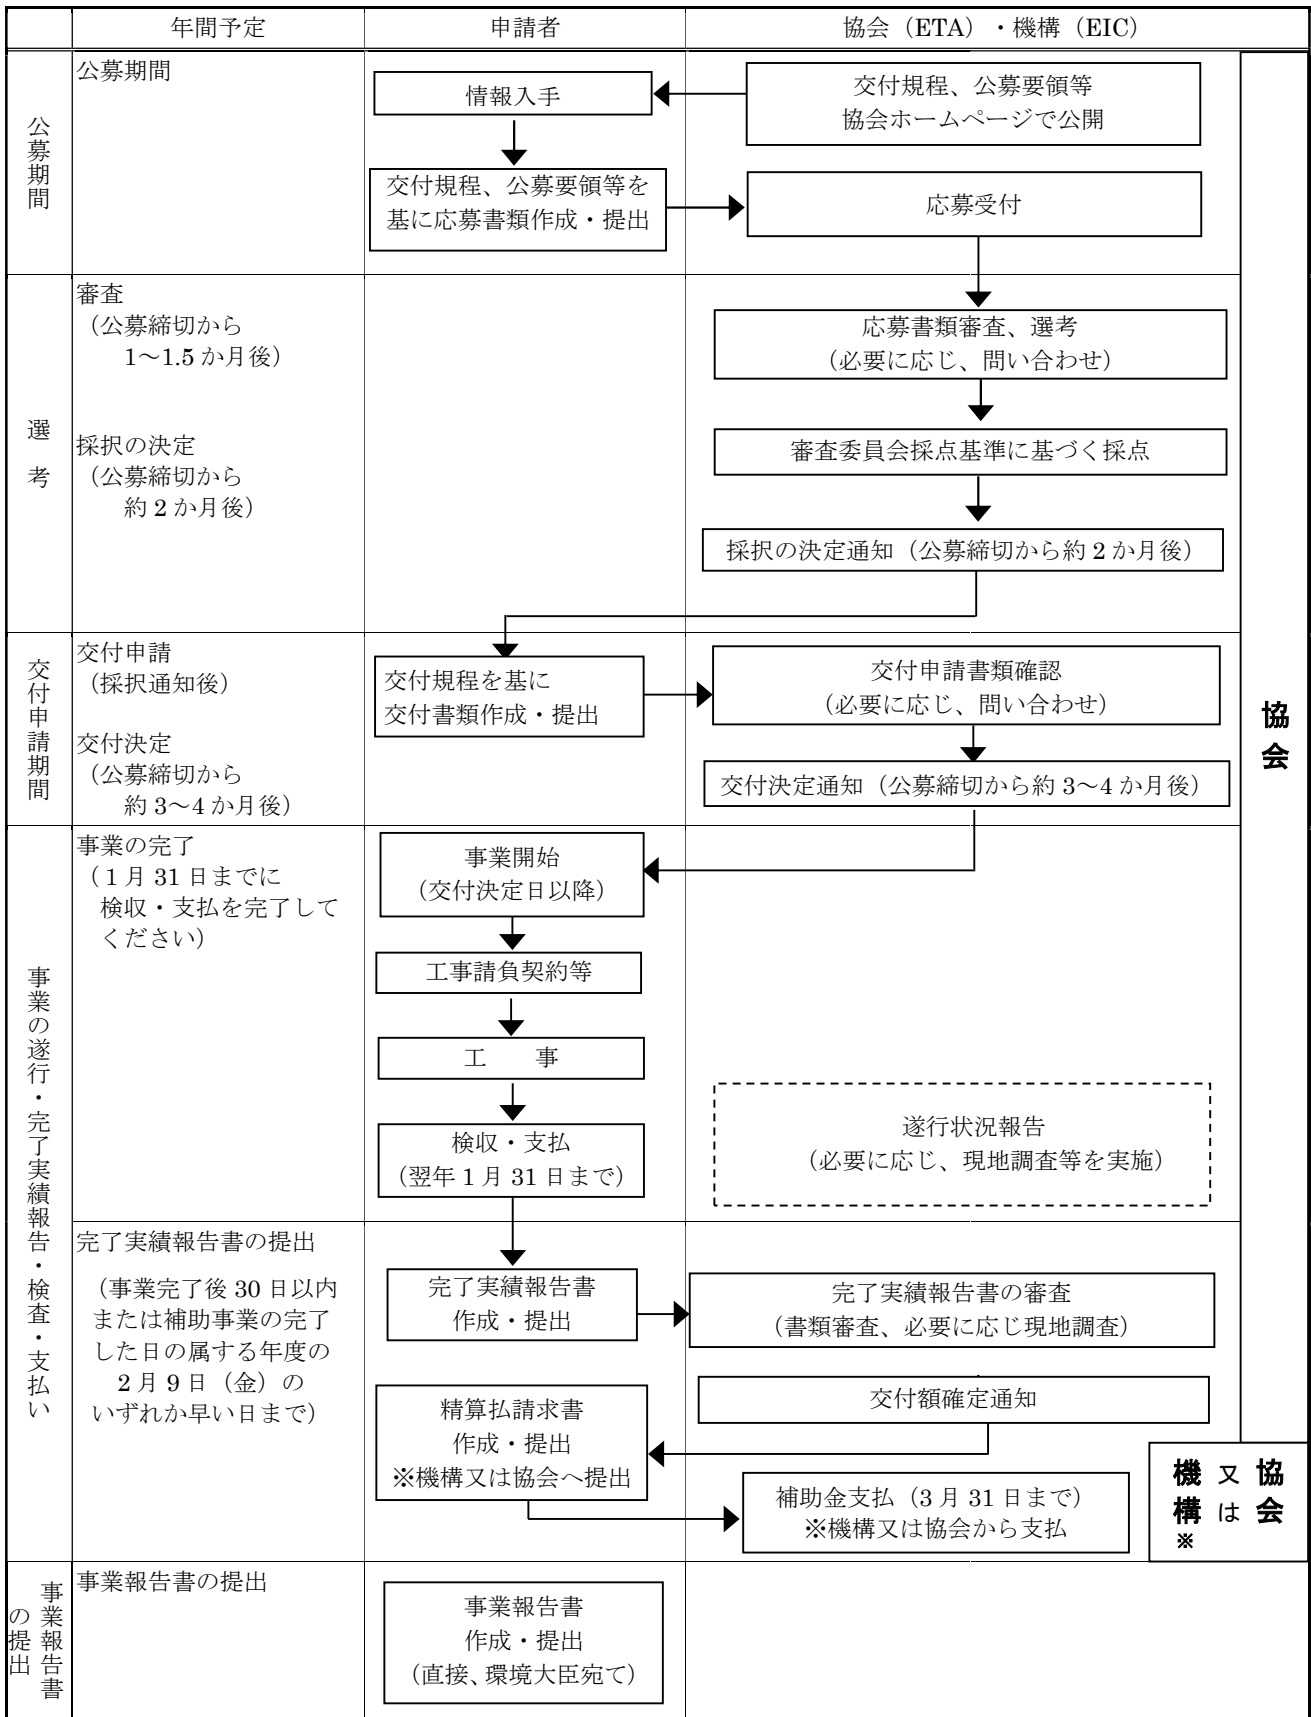 年間予定
申請者
協会（ETA）・機構（EIC）
公募期間
公募期間
情報入手
交付規程、公募要領等
協会ホームページで公開
交付規程、公募要領等を
基に応募書類作成・提出
応募受付
選考
審査
（公募締切から
1～1.5か月後）
採択の決定
（公募締切から
約2か月後）
応募書類審査、選考
（必要に応じ、問い合わせ）
審査委員会採点基準に基づく採点
採択の決定通知（公募締切から約2か月後）
交付申請期間
交付申請
（採択通知後）
交付決定
（公募締切から
約3～4か月後）
交付規程を基に
交付書類作成・提出
交付申請書類確認
（必要に応じ、問い合わせ）
交付決定通知（公募締切から約3～4か月後）
協会
事業の遂行・完了実績報告・検査・支払い
事業の完了
（1月31日までに
検収・支払を完了して
ください）
事業開始
（交付決定日以降）
工事請負契約等
工　　事
検収・支払
（翌年1月31日まで）
遂行状況報告
（必要に応じ、現地調査等を実施）
完了実績報告書の提出
（事業完了後30日以内
または補助事業の完了
した日の属する年度の
2月9日（金）の
いずれか早い日まで）
完了実績報告書
作成・提出
完了実績報告書の審査
（書類審査、必要に応じ現地調査）
交付額確定通知
精算払請求書
作成・提出
※機構又は協会へ提出
補助金支払（3月31日まで）
※機構又は協会から支払
協会
又は
機構※
事業報告書
の提出
事業報告書の提出
事業報告書
作成・提出
（直接、環境大臣宛て）